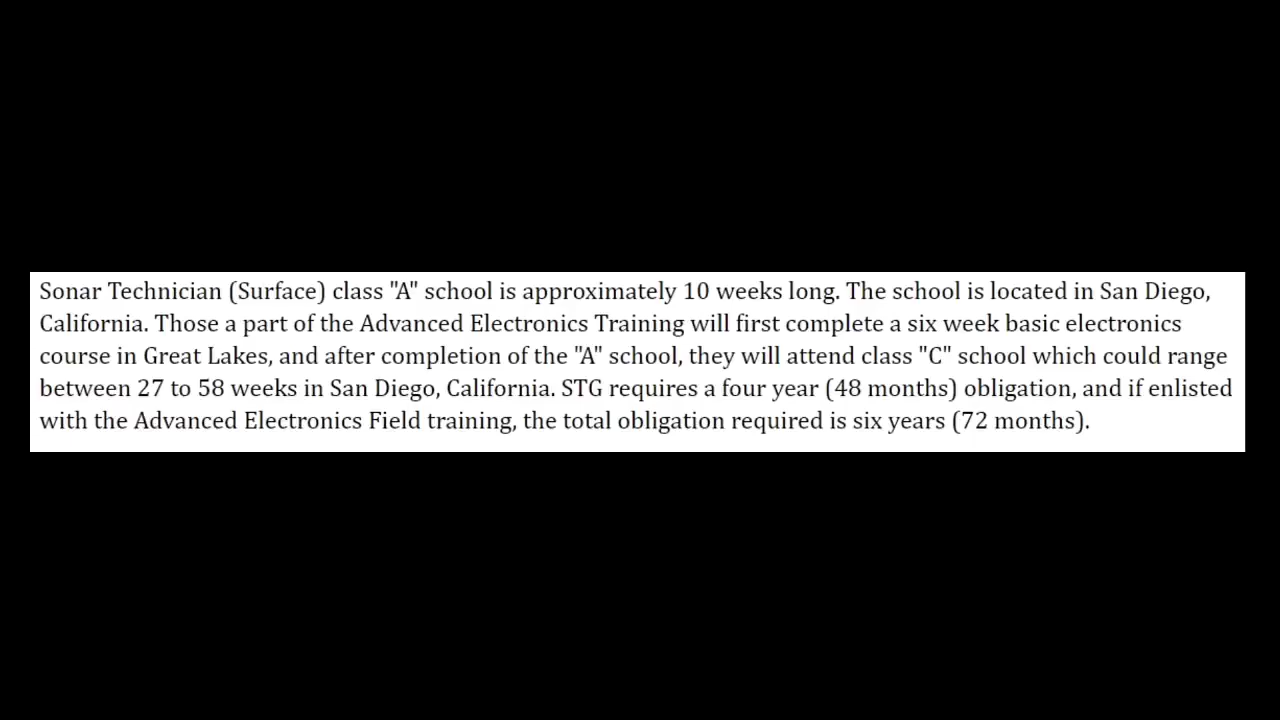 Sonar Technician (Surface) class "A" school is approximately 10 weeks long. The school is located in San Diego,
California. Those a part of the Advanced Electronics Training will first complete a six week basic electronics
course in Great Lakes, and after completion of the "A" school, they will attend class "C" school which could range
between 27 to 58 weeks in San Diego, California. STG requires a four year (48 months) obligation, and if enlisted
with the Advanced Electronics Field training, the total obligation required is six years (72 months).